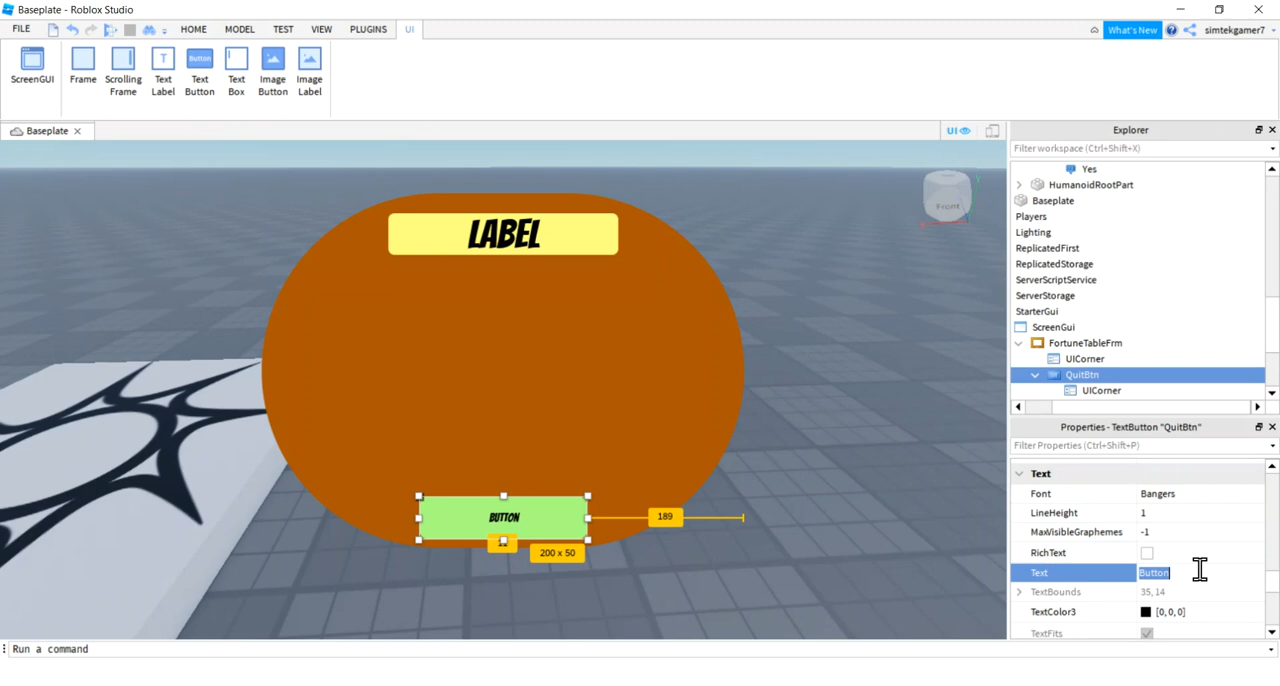 Baseplate - Roblox Studio
FILE HOME MODEL TEST VIEW PLUGINS UI What's New simtekgamer7
ScreenGUI Frame Scrolling Frame Text Label Text Button Text Box Image Button Image Label
T
Button
Baseplate
UI
Explorer
Filter workspace (Ctrl+Shift+X)
Yes
HumanoidRootPart
Baseplate
Players
Lighting
ReplicatedFirst
ReplicatedStorage
ServerScriptService
ServerStorage
StarterGui
ScreenGui
FortuneTableFrm
UICorner
QuitBtn
UICorner
Front
LABEL
BUTTON
189
200 x 50
Properties - TextButton "QuitBtn"
Filter Properties (Ctrl+Shift+P)
Text
Font Bangers
LineHeight 1
MaxVisibleGraphemes -1
RichText
Text Button
TextBounds 35, 14
TextColor3 [0, 0, 0]
TextFits
Run a command